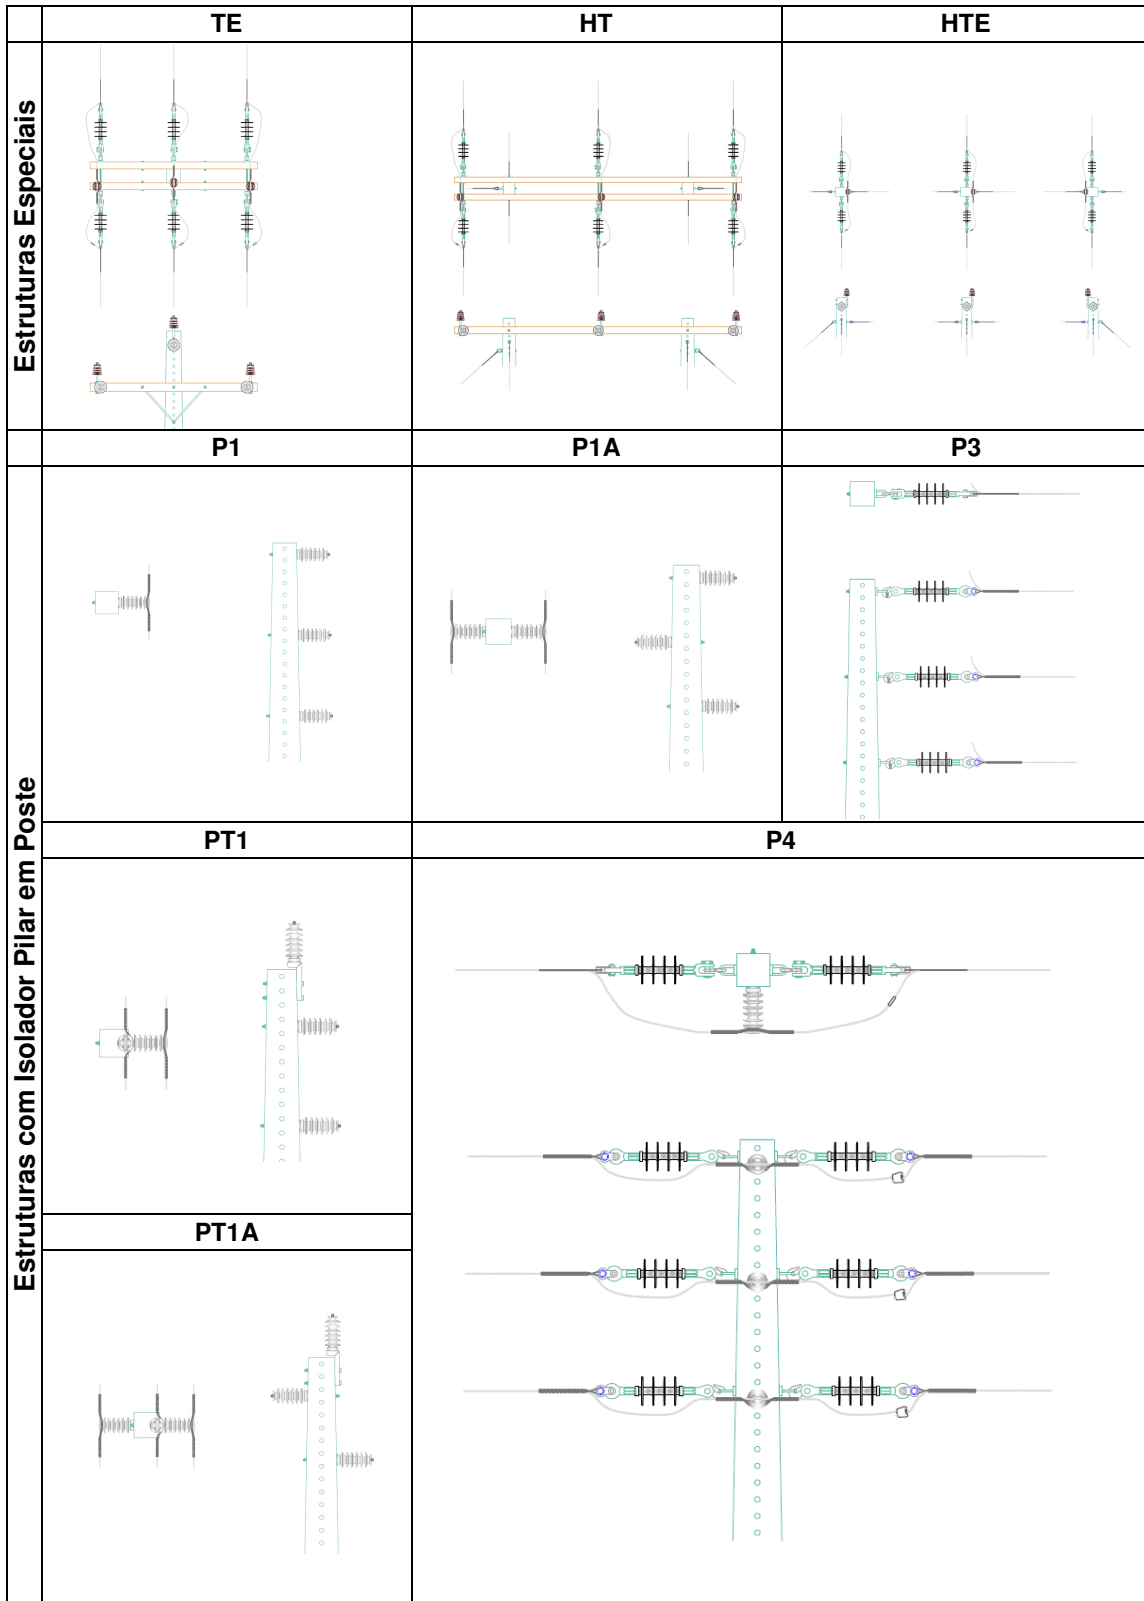 TE
HT
HTE
Estruturas Especiais
P1
P1A
P3
Estruturas com Isolador Pilar em Poste
PT1
P4
PT1A